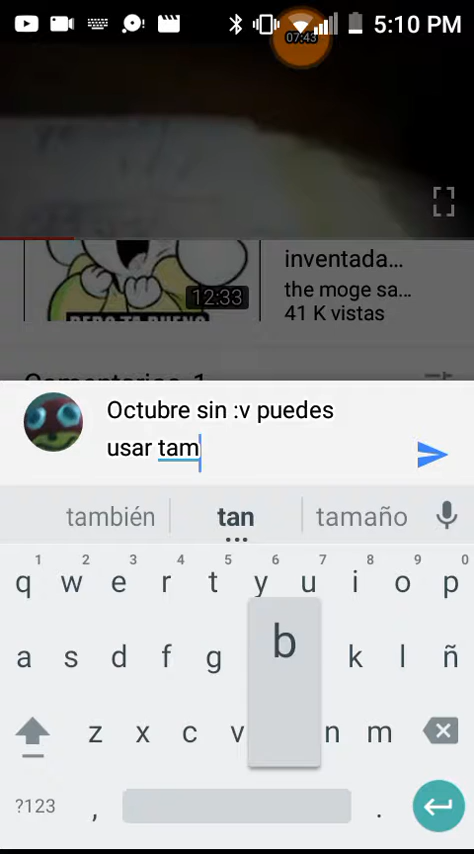 5:10 PM
07:43
12:33
inventada...
the moge sa...
41 K vistas
Octubre sin :v puedes
usar tam
también tan tamaño
1 2 3 4 5 6 7 8 9 0
q w e r t y u i o p
a s d f g k l ñ
b
z x c v n m
?123 , .